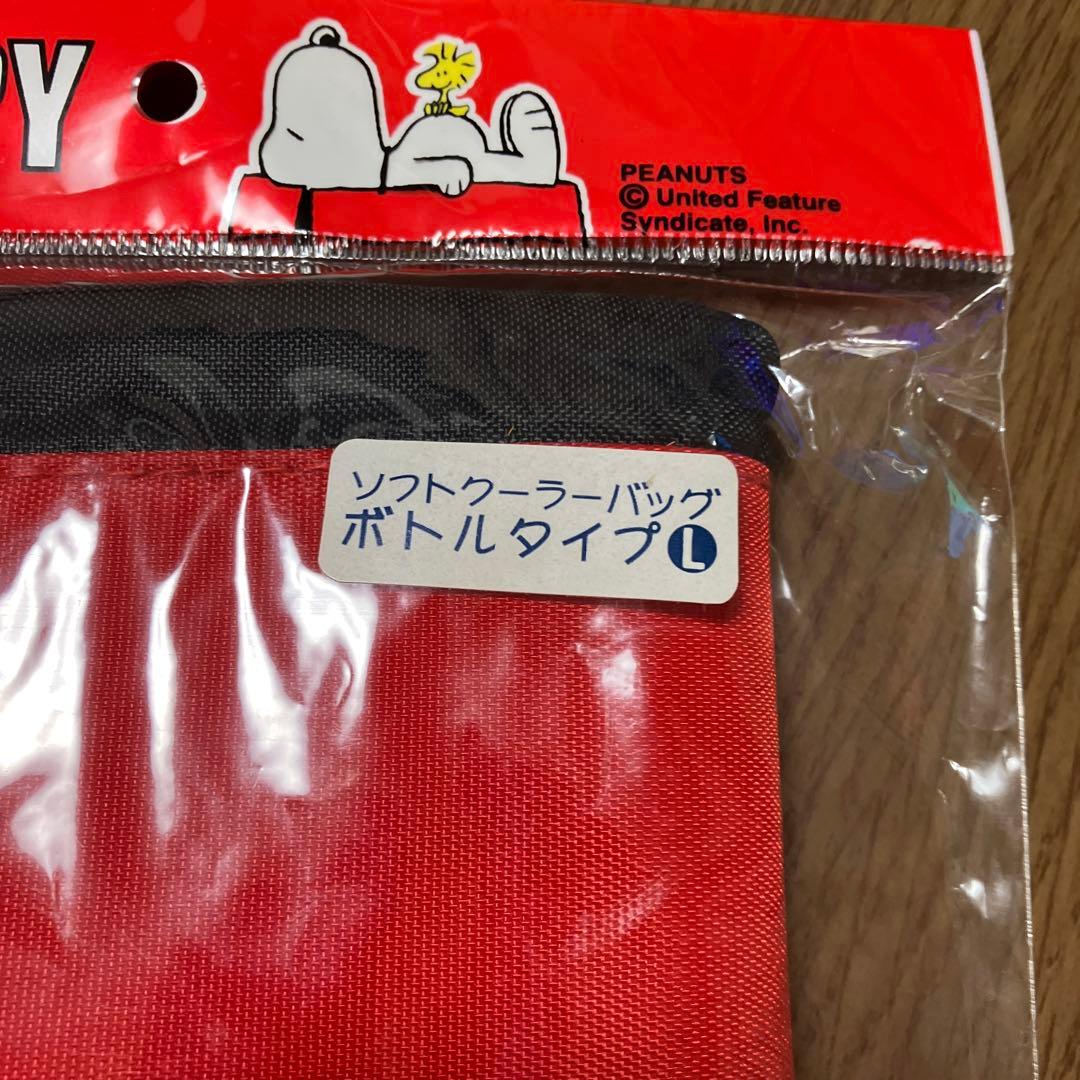 PY
PEANUTS
© United Feature
Syndicate, Inc.
ソフトクーラーバッグ
ボトルタイプ L